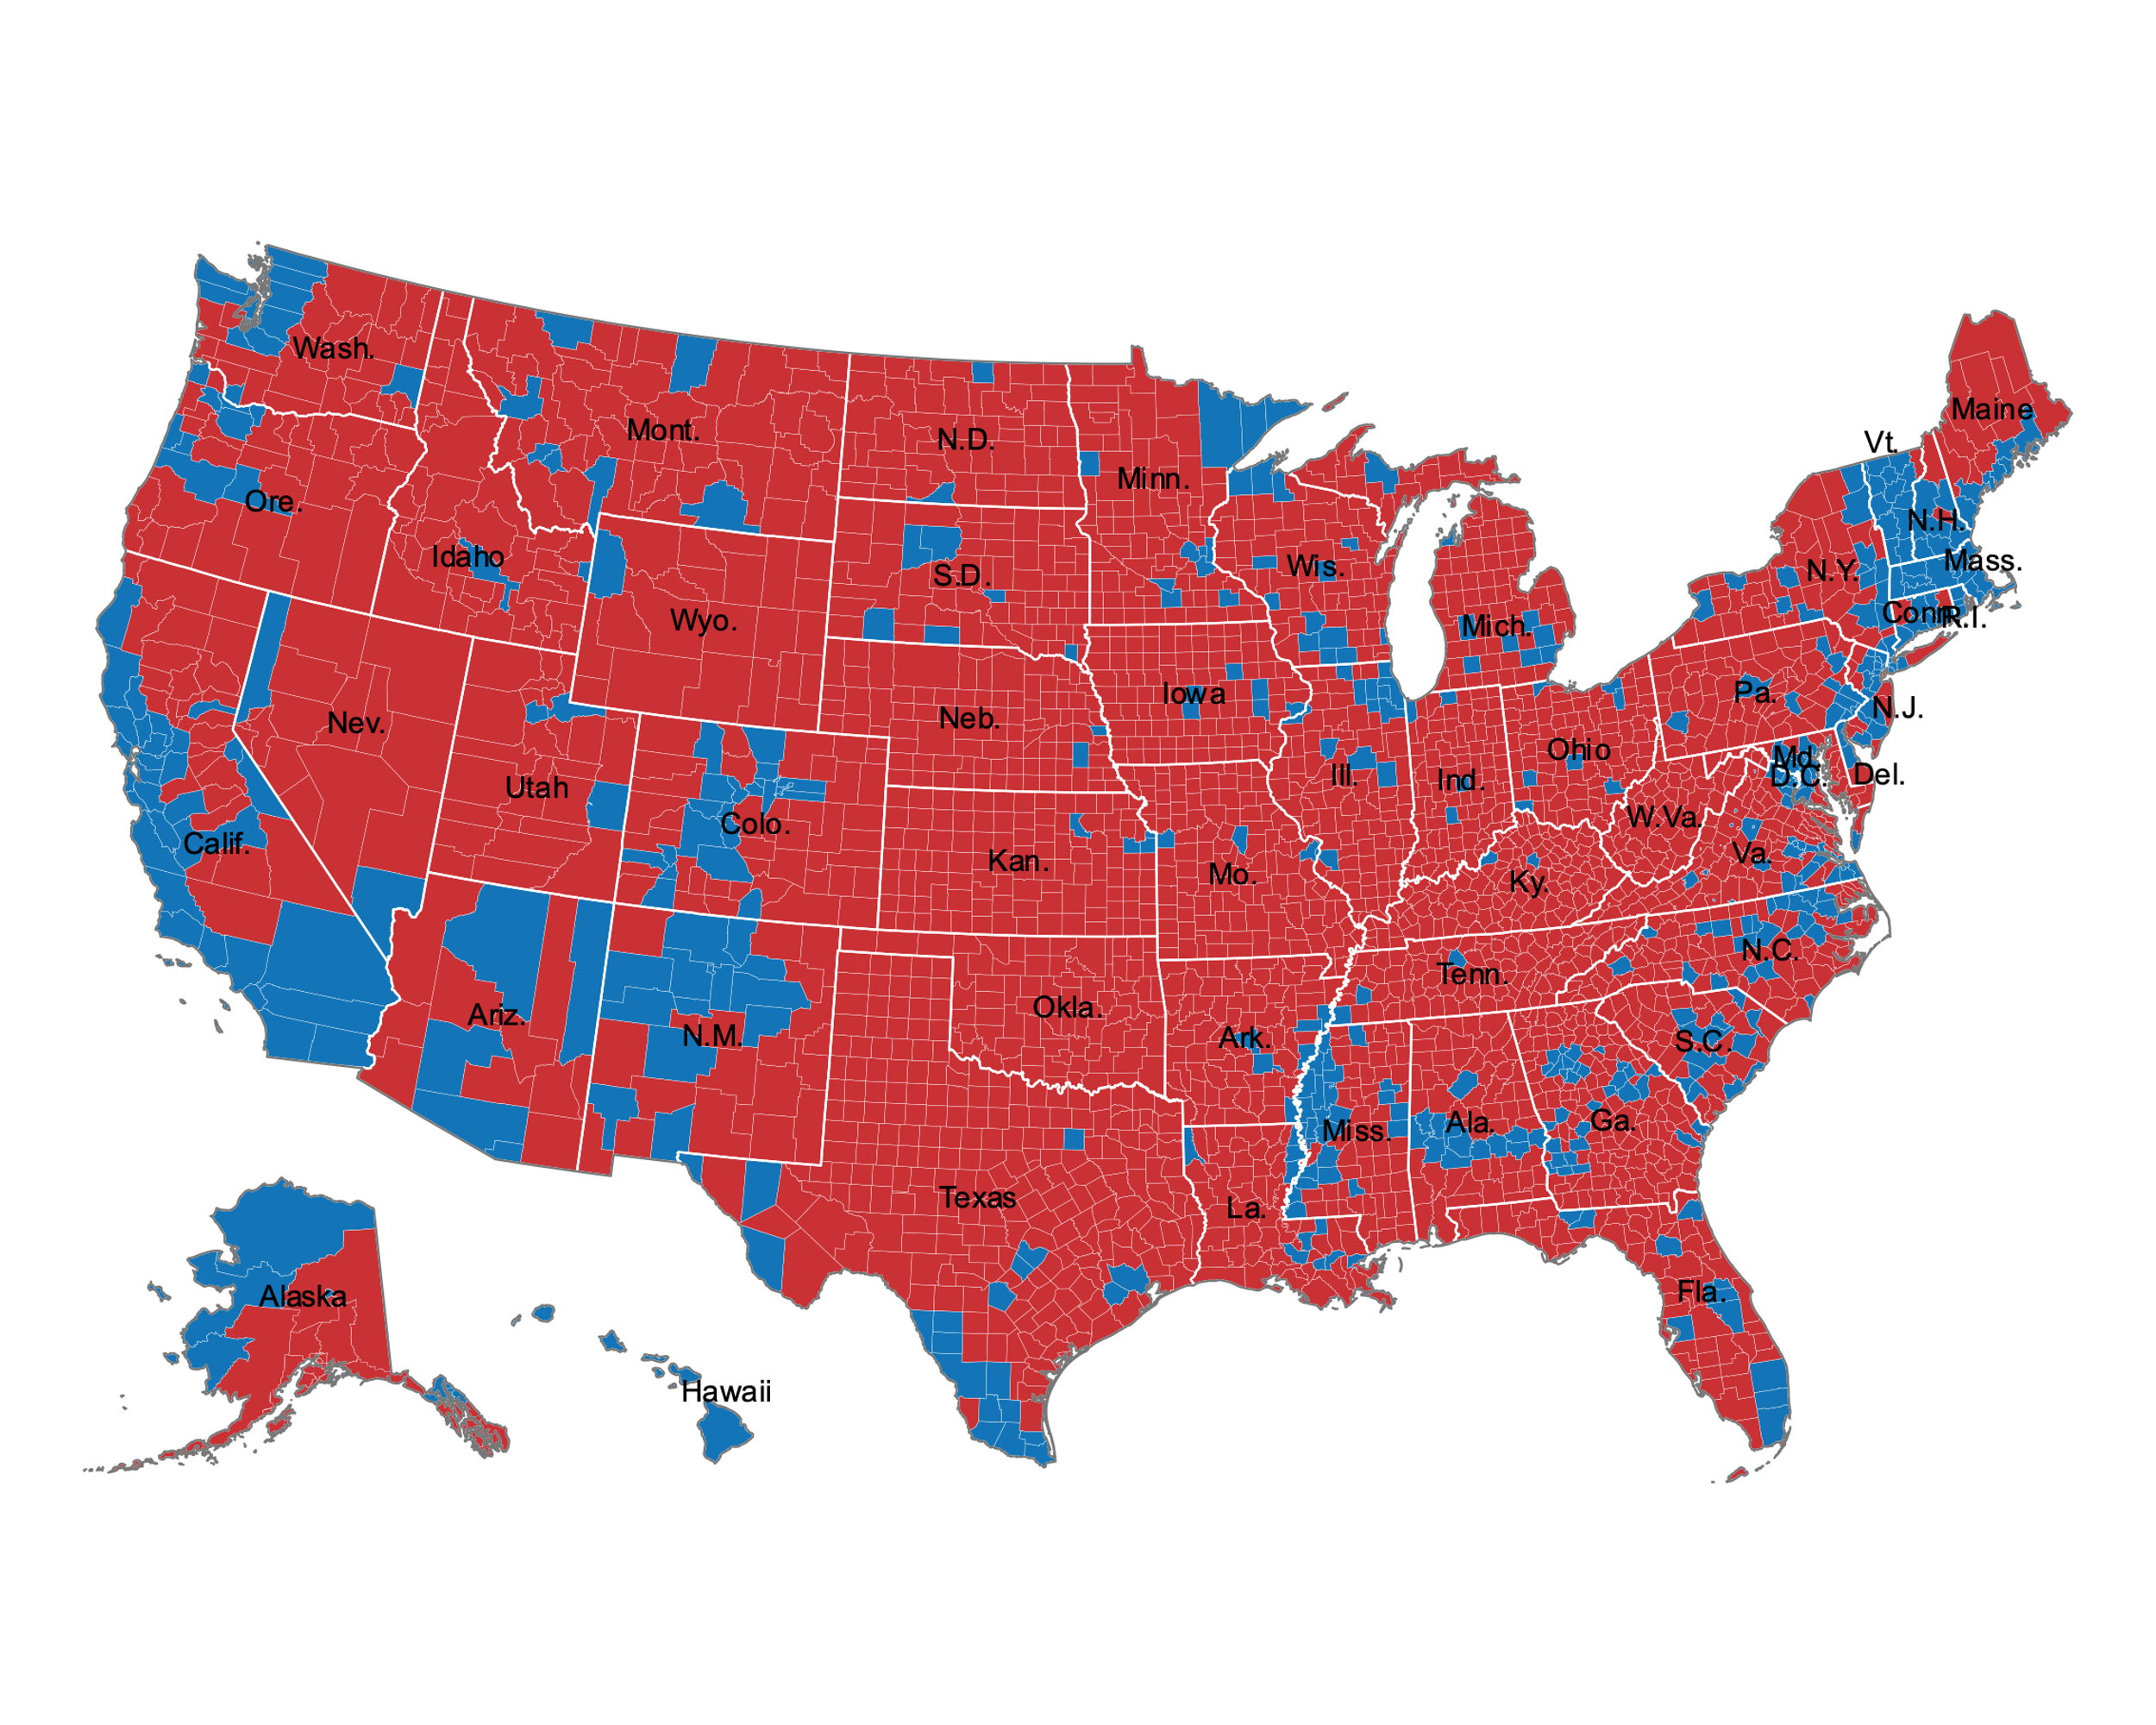 Wash.
Mont.
N.D.
Minn.
Maine
Vt.
Ore.
Idaho
S.D.
Wis.
N.H.
N.Y.
Mass.
Wyo.
Mich.
Conn.
R.I.
Nev.
Iowa
Neb.
Pa.
N.J.
Utah
Colo.
Ill.
Ind.
Ohio
Md.
D.C.
Del.
Calif.
Kan.
Mo.
W.Va.
Ky.
Va.
Ariz.
N.M.
Okla.
Ark.
Tenn.
N.C.
S.C.
Texas
La.
Miss.
Ala.
Ga.
Alaska
Fla.
Hawaii